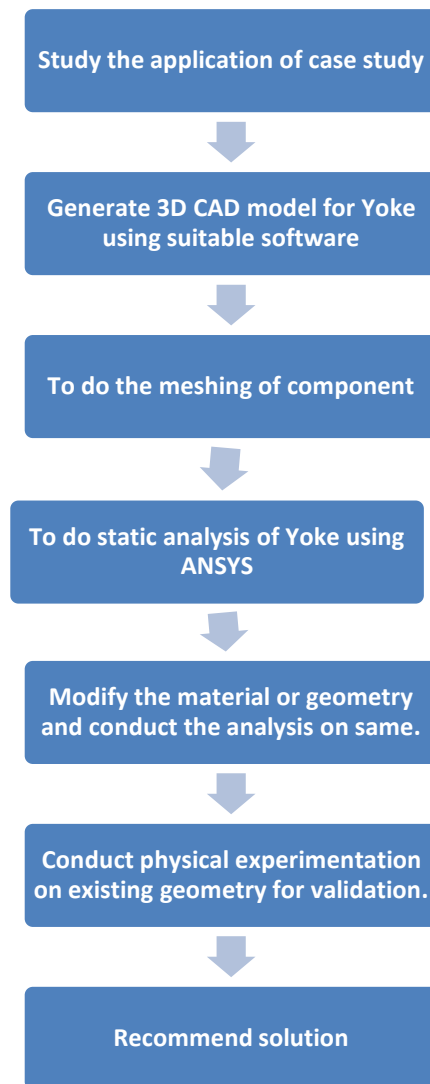 Study the application of case study
Generate 3D CAD model for Yoke
using suitable software
To do the meshing of component
To do static analysis of Yoke using
ANSYS
Modify the material or geometry
and conduct the analysis on same.
Conduct physical experimentation
on existing geometry for validation.
Recommend solution